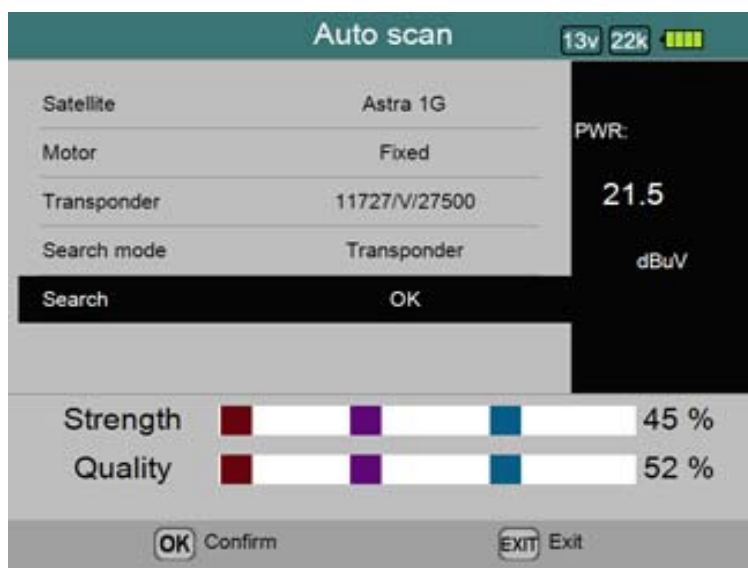 Auto scan 13v 22k
Satellite Astra 1G
Motor Fixed
Transponder 11727/V/27500
Search mode Transponder
Search OK
PWR:
21.5
dBuV
Strength 45 %
Quality 52 %
OK Confirm EXIT Exit